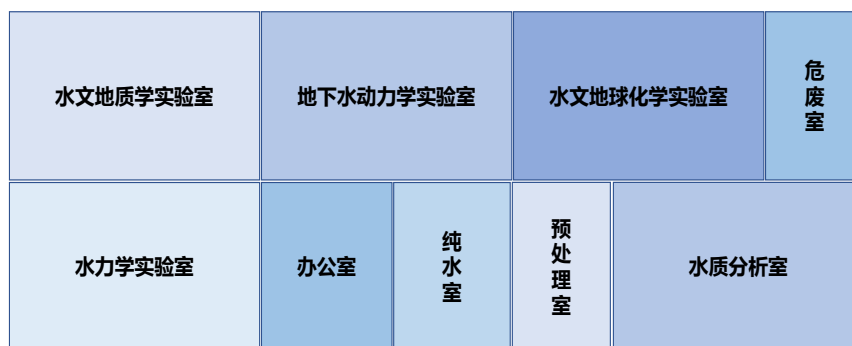 水文地质学实验室
地下水动力学实验室
水文地球化学实验室
危废室
水力学实验室
办公室
纯水室
预处理室
水质分析室